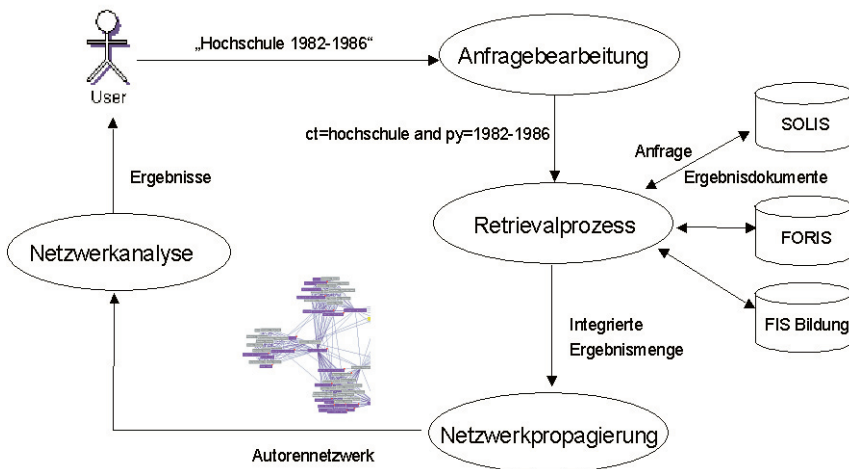 „Hochschule 1982-1986“
Anfragebearbeitung
User
SOLIS
ct=hochschule and py=1982-1986
Anfrage
Ergebnisdokumente
Ergebnisse
Retrievalprozess
FORIS
Netzwerkanalyse
FIS Bildung
Integrierte
Ergebnismenge
Netzwerkpropagierung
Autorennetzwerk